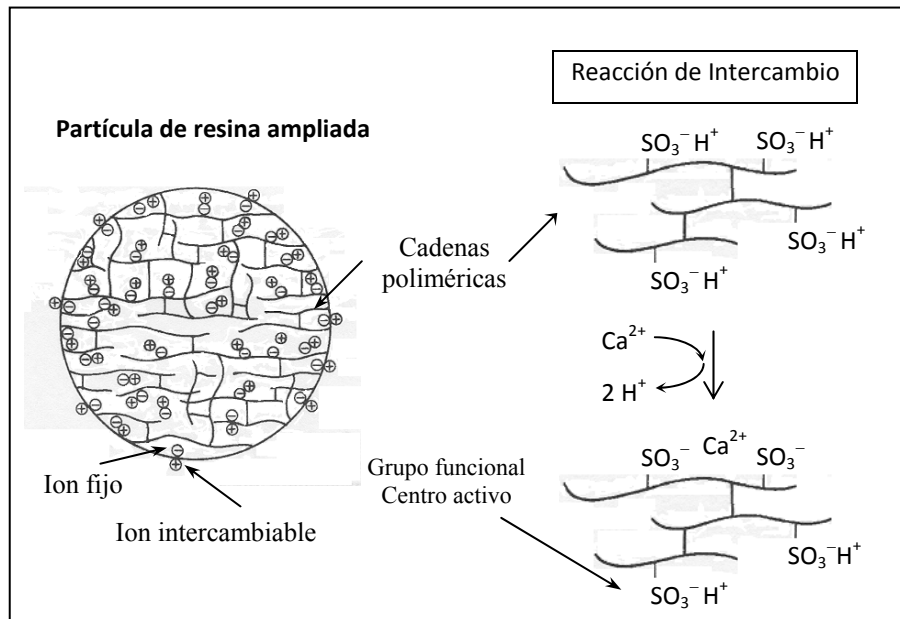 Reacción de Intercambio
Partícula de resina ampliada
SO₃⁻ H⁺ SO₃⁻ H⁺
SO₃⁻ H⁺
SO₃⁻ H⁺
Cadenas
poliméricas
Ca²⁺
2 H⁺
Ion fijo
Ion intercambiable
Grupo funcional
Centro activo
SO₃⁻ Ca²⁺ SO₃⁻
SO₃⁻ H⁺
SO₃⁻ H⁺